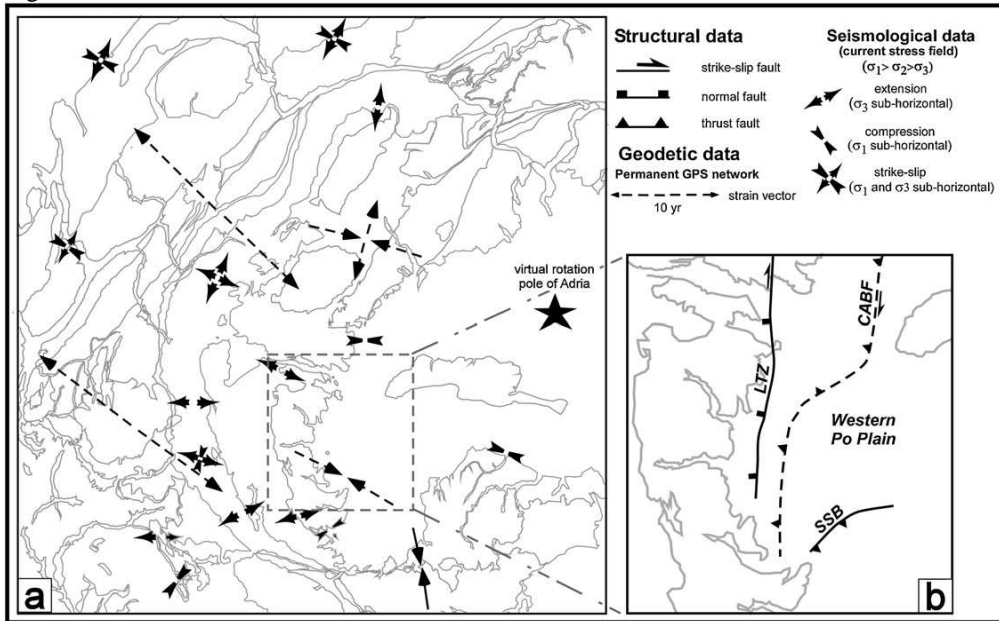 virtual rotation
pole of Adria
a
Structural data
strike-slip fault
normal fault
thrust fault
Geodetic data
Permanent GPS network
strain vector
10 yr
Seismological data
(current stress field)
(σ1> σ2>σ3)
extension
(σ3 sub-horizontal)
compression
(σ1 sub-horizontal)
strike-slip
(σ1 and σ3 sub-horizontal)
CABF
LTZ
Western
Po Plain
SSB
b